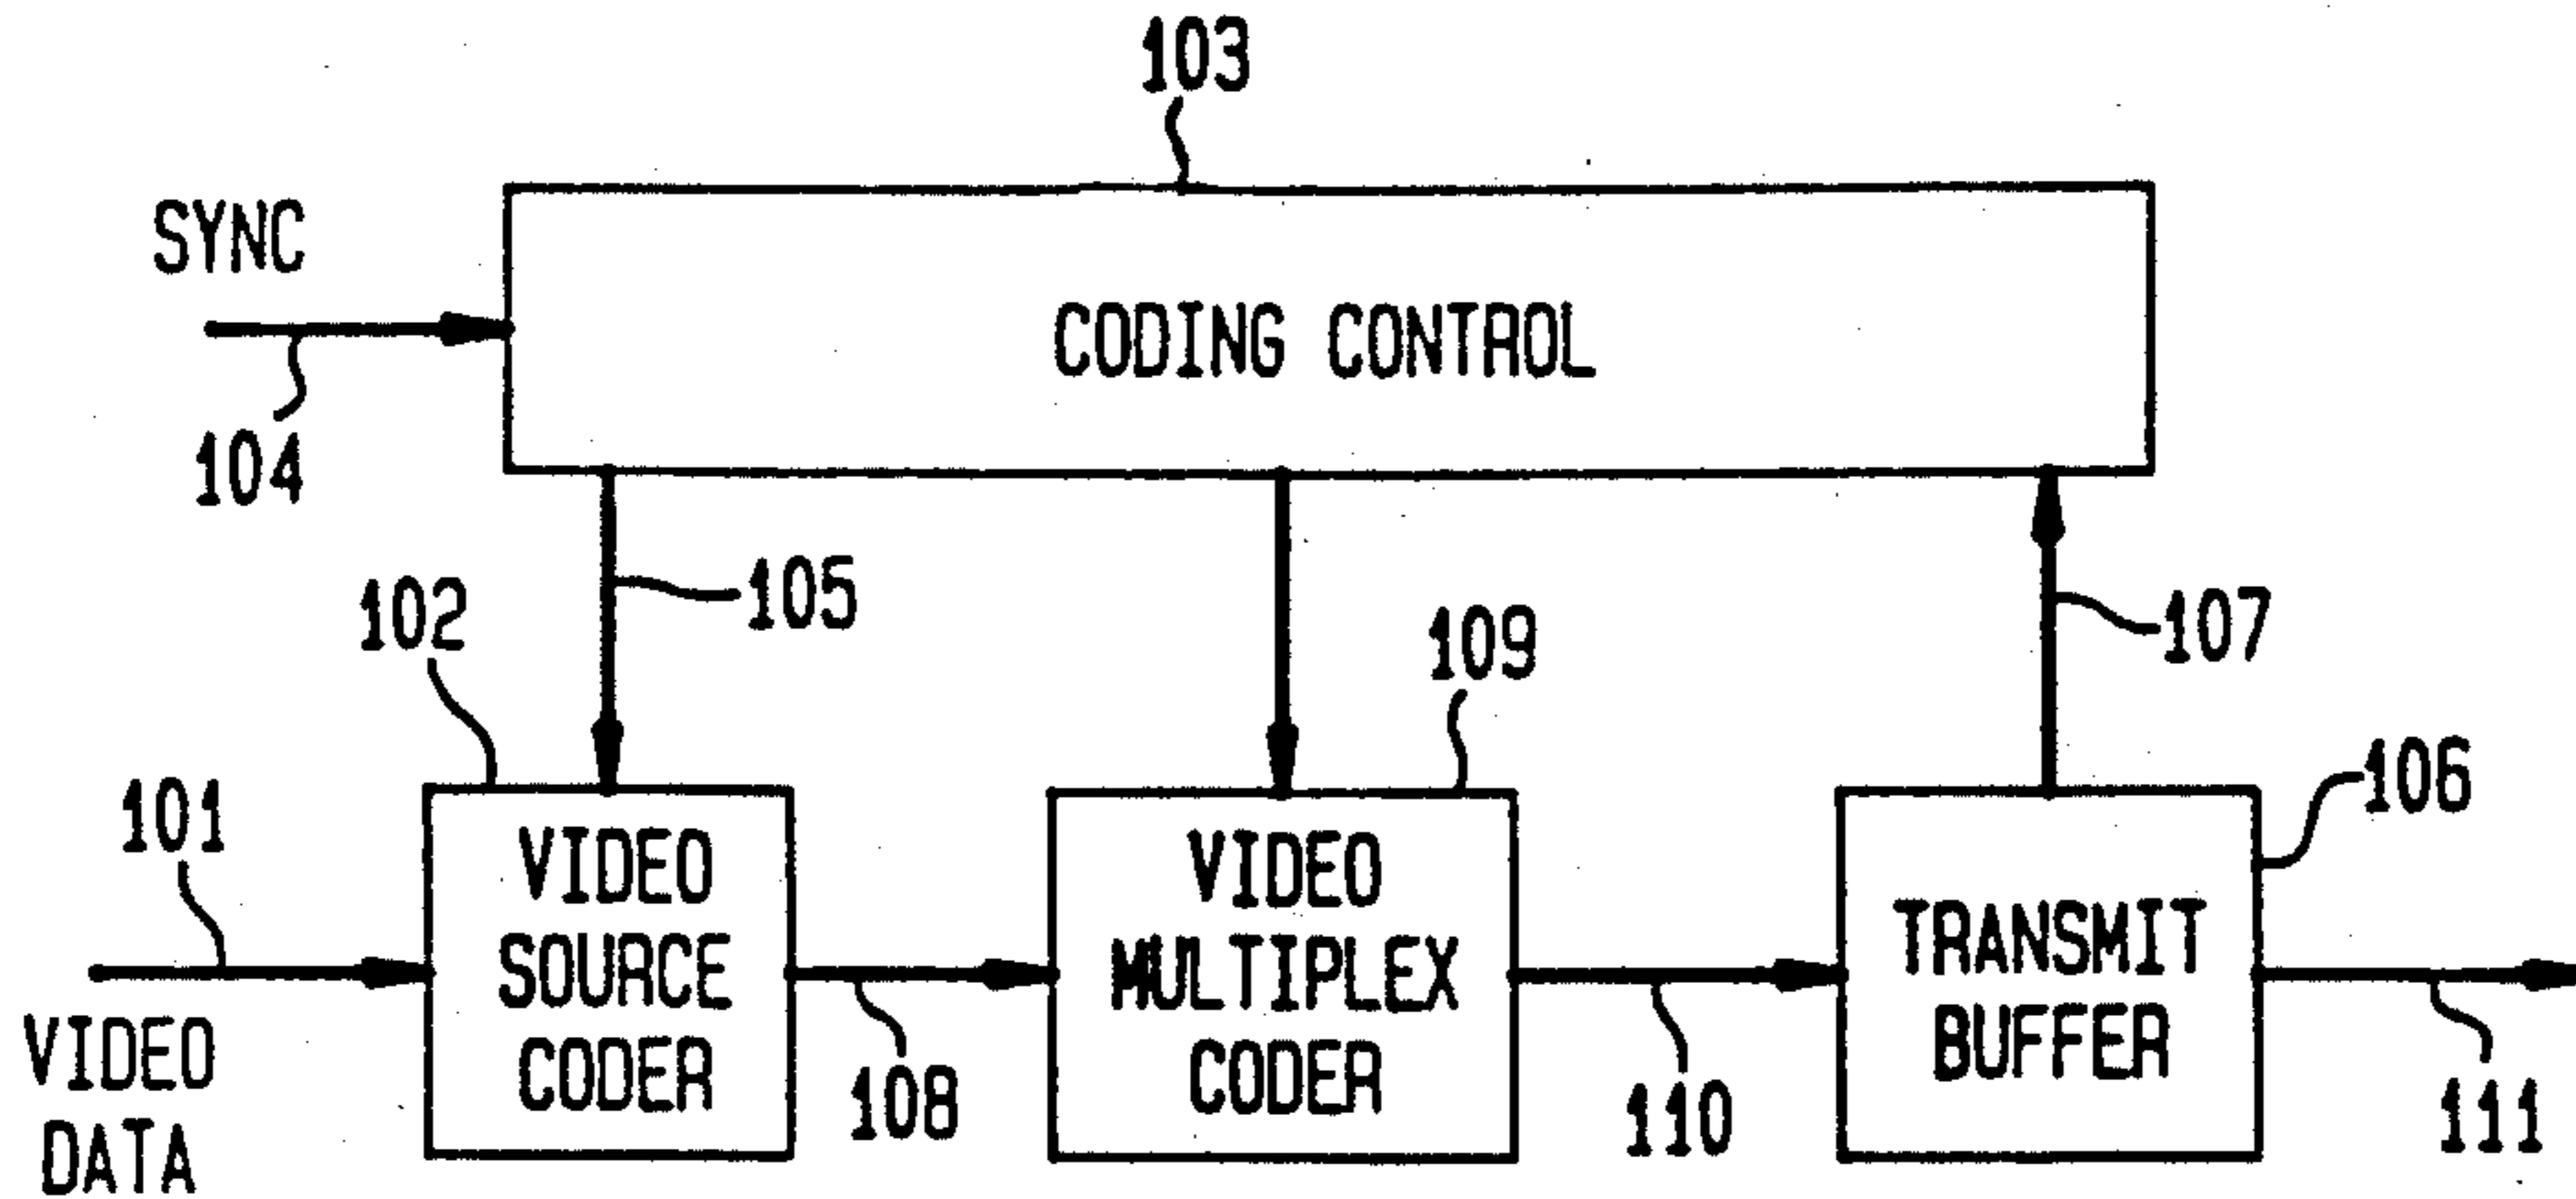 103
SYNC
CODING CONTROL
104
105
102
109
107
106
101
VIDEO
SOURCE
CODER
VIDEO
MULTIPLEX
CODER
TRANSMIT
BUFFER
VIDEO
DATA
108
110
111